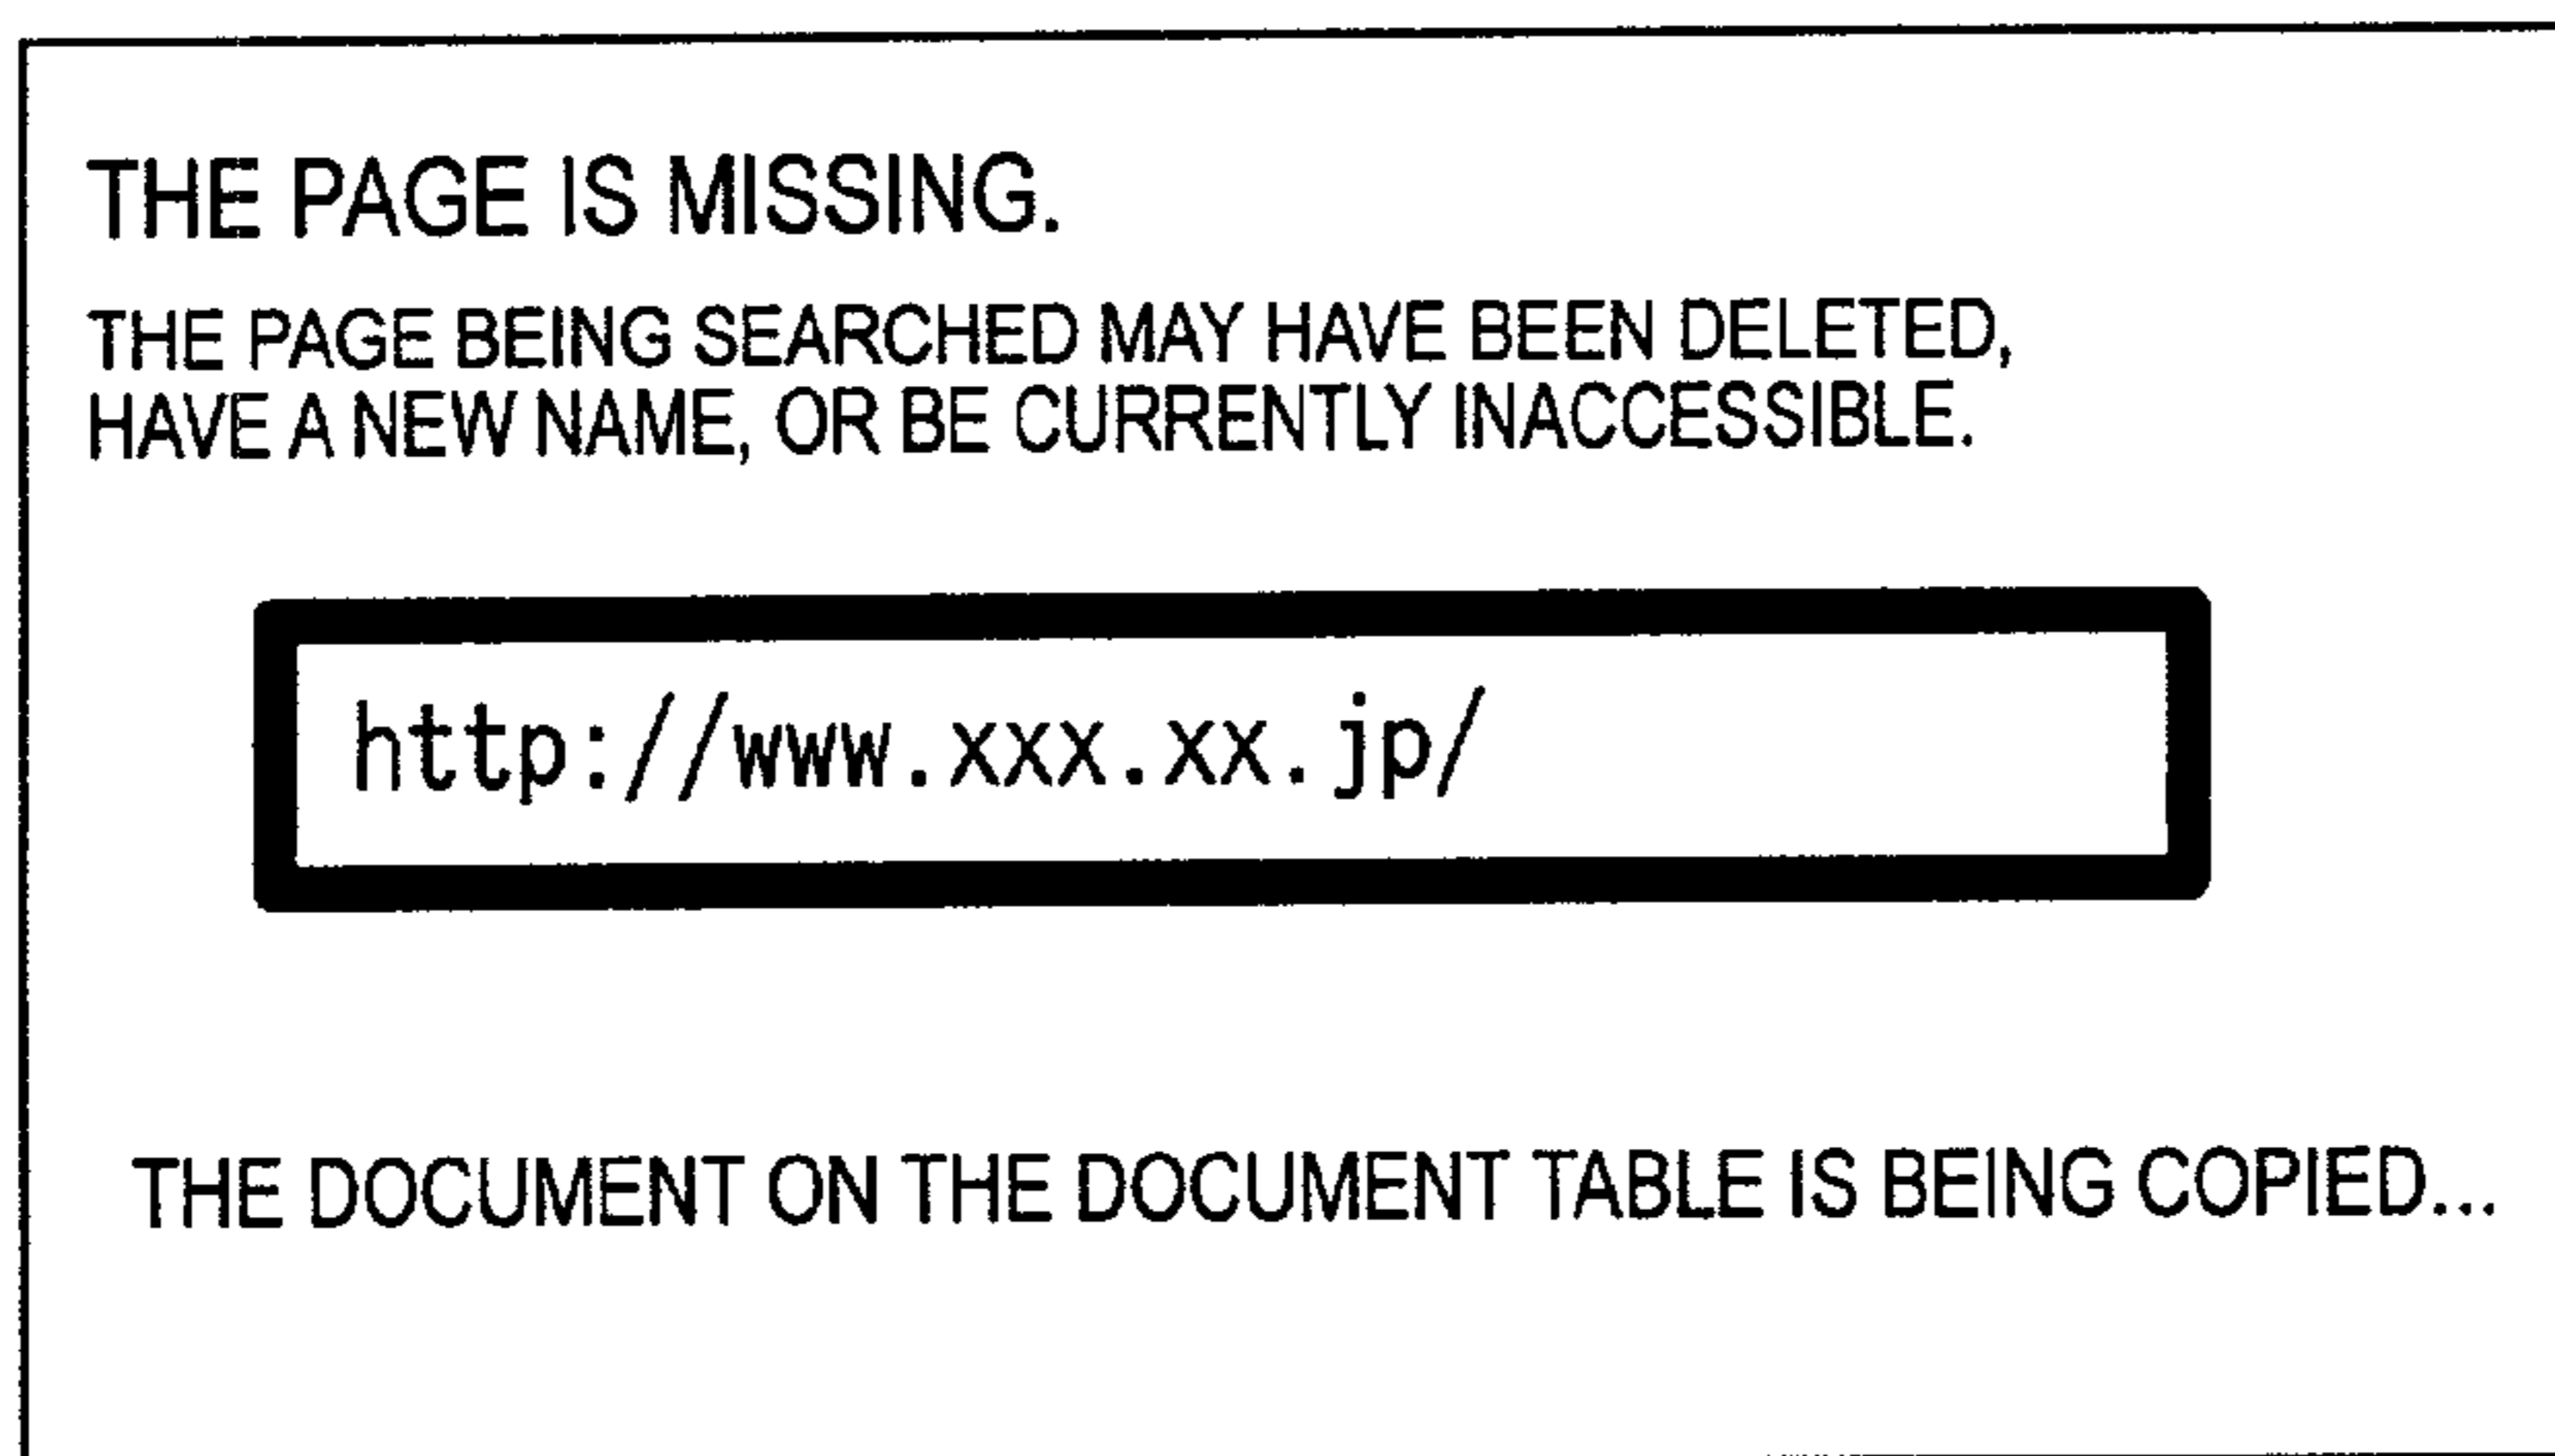 THE PAGE IS MISSING.
THE PAGE BEING SEARCHED MAY HAVE BEEN DELETED,
HAVE A NEW NAME, OR BE CURRENTLY INACCESSIBLE.
http://www.xxx.xx.jp/
THE DOCUMENT ON THE DOCUMENT TABLE IS BEING COPIED...